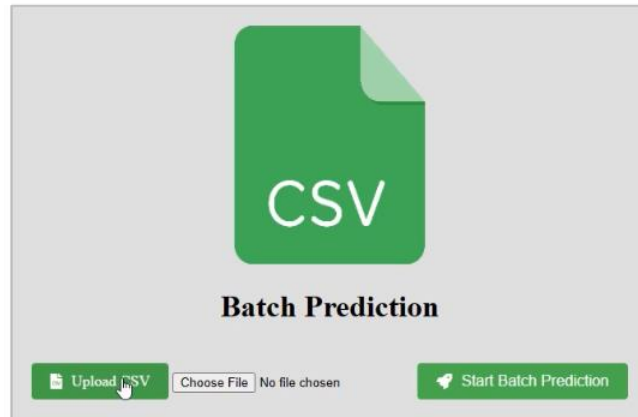 CSV
Batch Prediction
Upload CSV Choose File No file chosen Start Batch Prediction